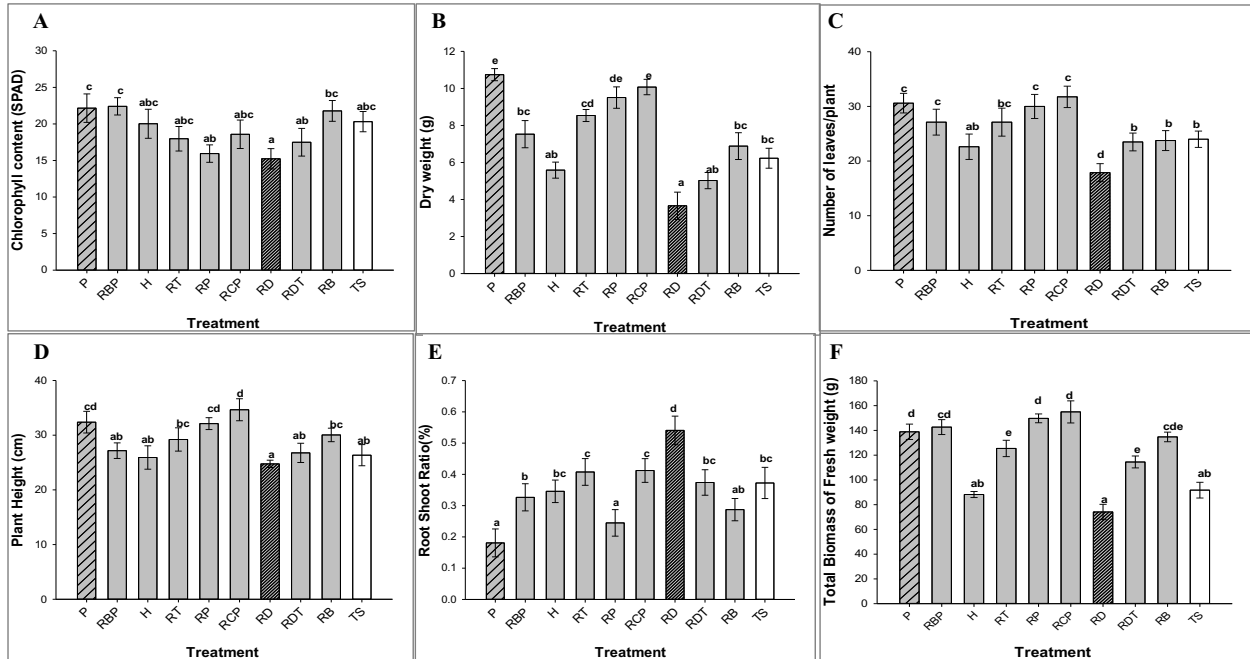 A
Chlorophyll content (SPAD)
30
25
20
15
10
5
0
c
c
abc
abc
ab
abc
a
abc
bc
abc
P
RBP
H
RT
RP
RCP
RD
RDT
RB
TS
Treatment
B
Dry weight (g)
12
10
8
6
4
2
0
e
bc
ab
cd
de
e
a
ab
bc
bc
P
RBP
H
RT
RP
RCP
RD
RDT
RB
TS
Treatment
C
Number of leaves/plant
40
30
20
10
0
c
c
ab
bc
c
c
d
b
b
b
P
RBP
H
RT
RP
RCP
RD
RDT
RB
TS
Treatment
D
Plant Height (cm)
40
30
20
10
0
cd
ab
ab
bc
cd
d
a
ab
bc
ab
P
RBP
H
RT
RP
RCP
RD
RDT
RB
TS
Treatment
E
Root Shoot Ratio(%)
0.7
0.6
0.5
0.4
0.3
0.2
0.1
0.0
a
b
bc
c
a
c
d
bc
ab
bc
P
RBP
H
RT
RP
RCP
RD
RDT
RB
TS
Treatment
F
Total Biomass of Fresh weight (g)
180
160
140
120
100
80
60
40
20
0
d
cd
ab
e
d
d
a
e
cde
ab
P
RBP
H
RT
RP
RCP
RD
RDT
RB
TS
Treatment